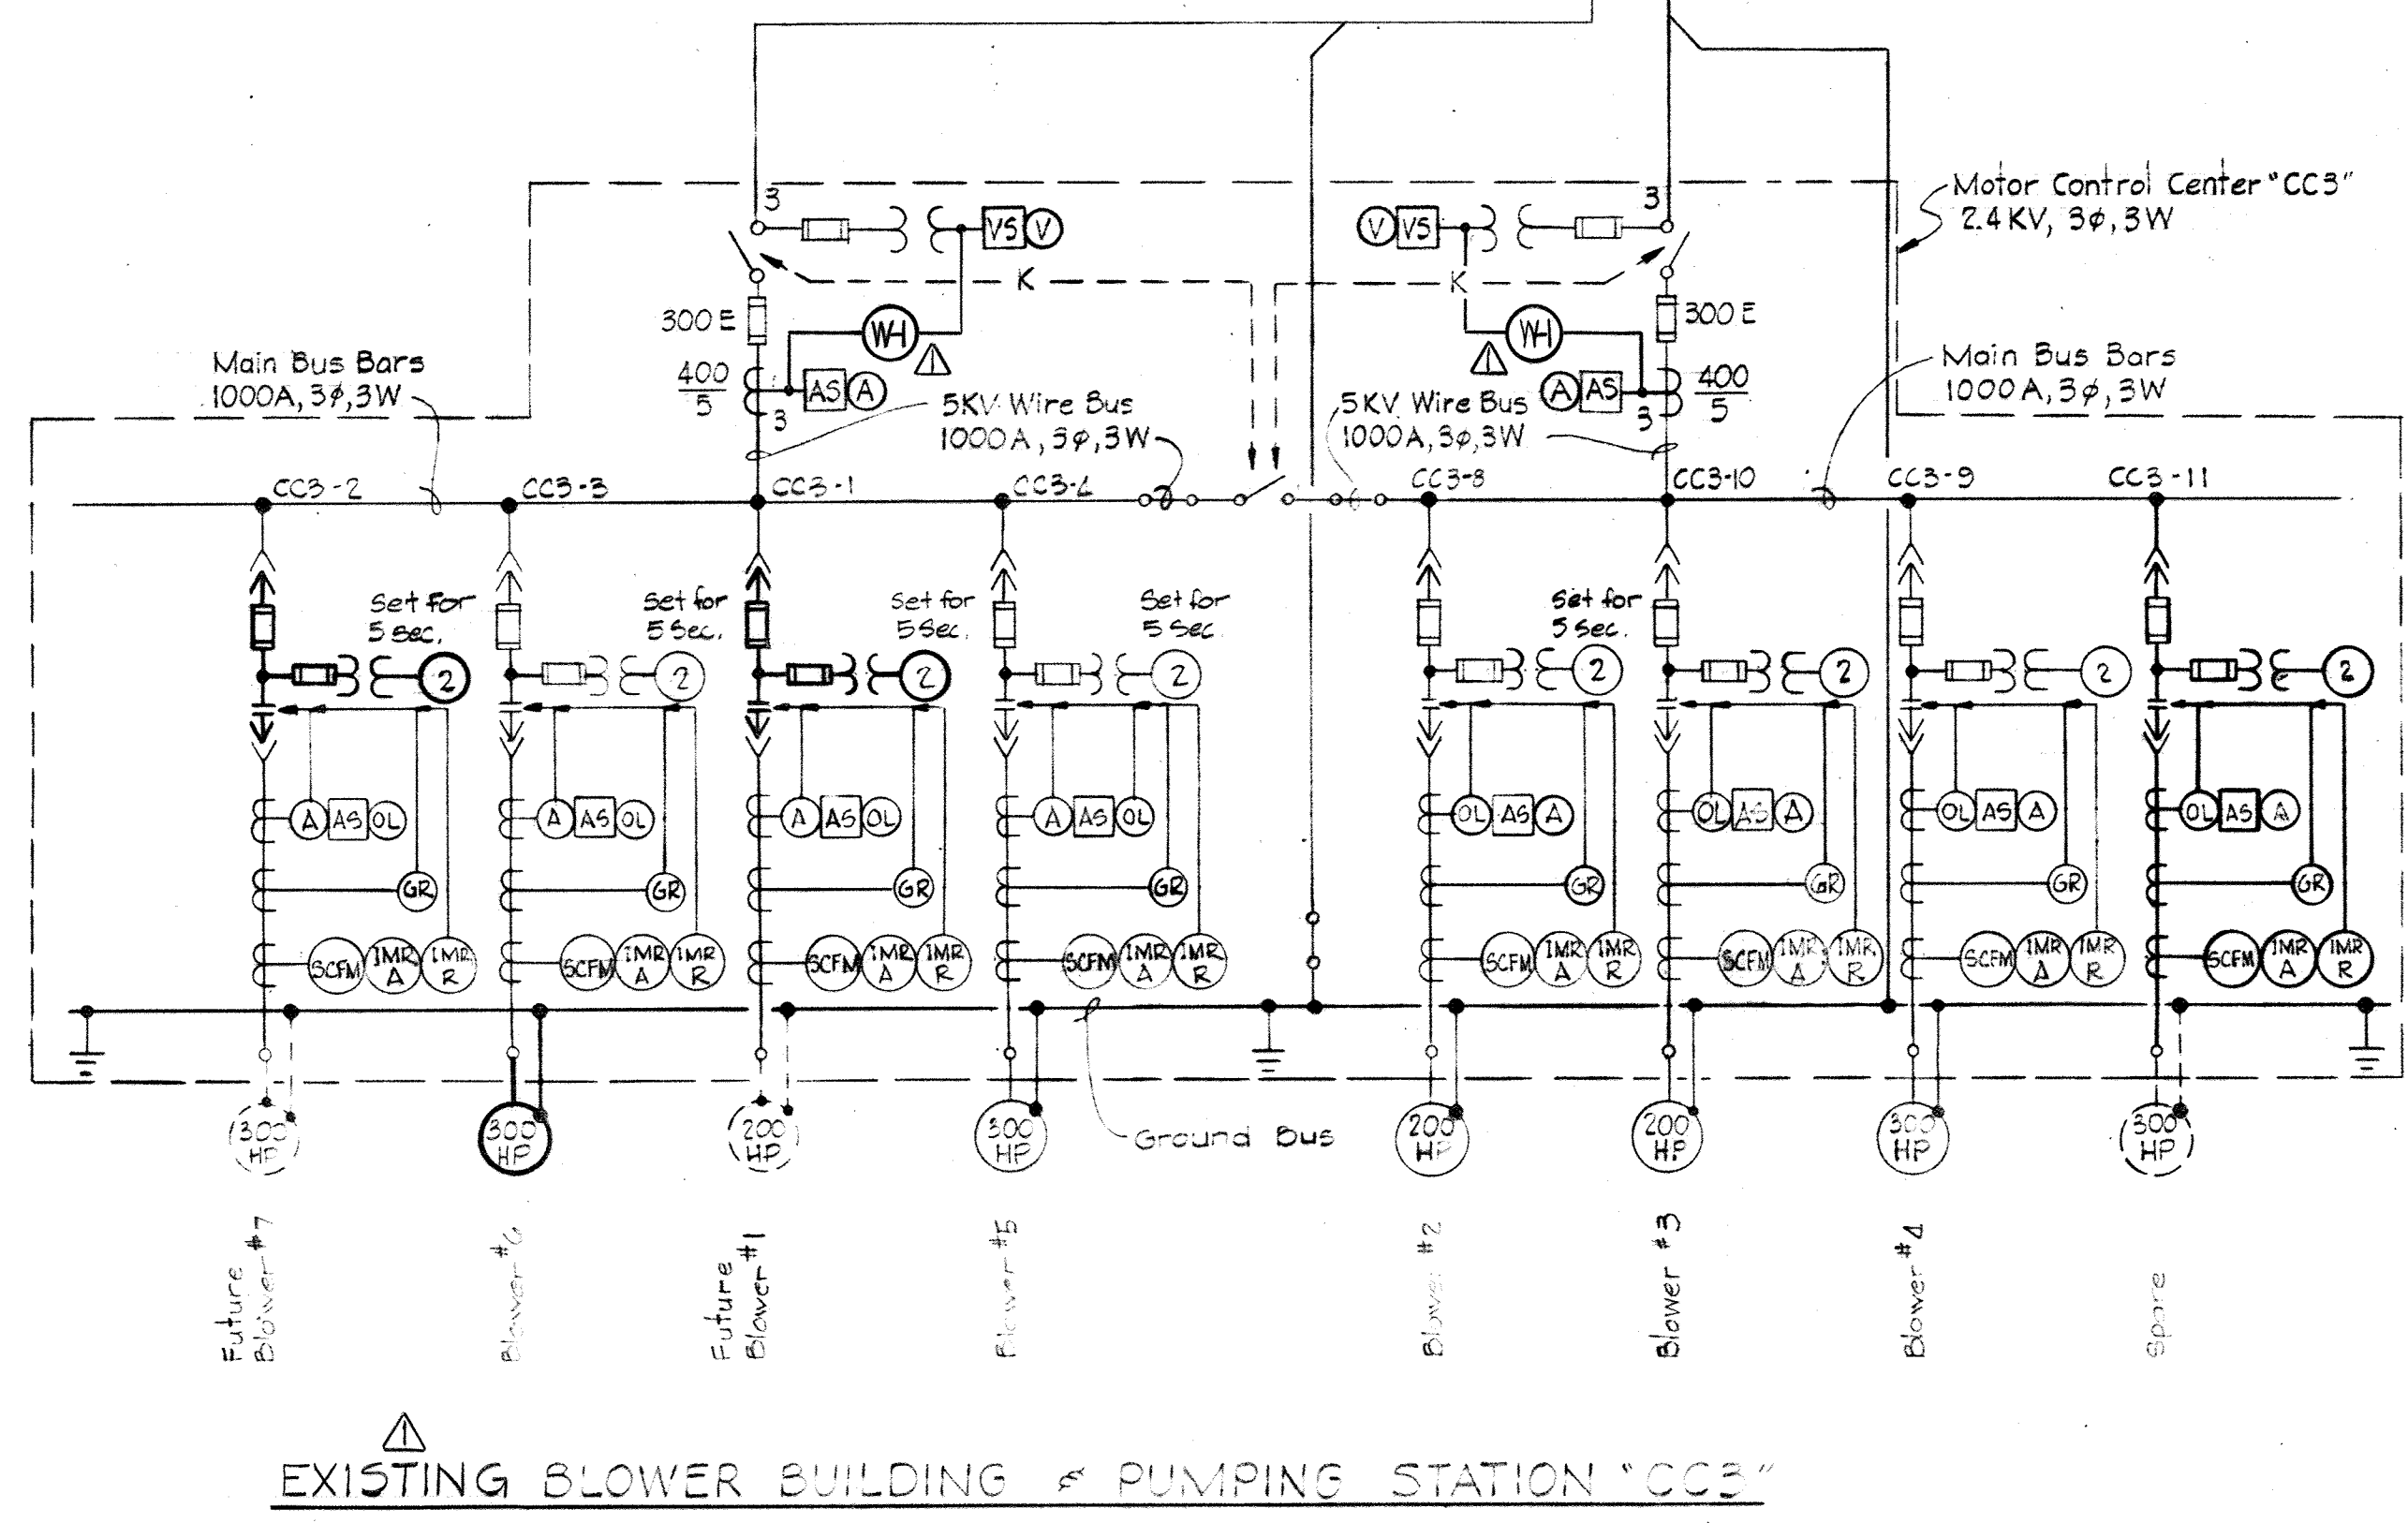 Motor Control Center "CC3"
2.4KV, 3φ, 3W
3
VS
V
V
VS
3
K
K
300 E
WH
1
WH
1
300 E
400
5
AS
A
3
A
AS
3
400
5
Main Bus Bars
1000A, 3φ, 3W
5KV Wire Bus
1000A, 3φ, 3W
5KV Wire Bus
1000A, 3φ, 3W
Main Bus Bars
1000A, 3φ, 3W
CC3-2
CC3-3
CC3-1
CC3-8
CC3-10
CC3-9
CC3-11
Set for
5 Sec.
Set for
5 Sec.
Set for
5 Sec.
Set for
5 Sec.
Set for
5 Sec.
2
2
2
2
2
2
2
2
A AS OL
A AS OL
A AS OL
A AS OL
OL AS A
OL AS A
OL AS A
OL AS A
GR
GR
GR
GR
GR
GR
GR
GR
SCFM IMR A IMR R
SCFM IMR A IMR R
SCFM IMR A IMR R
SCFM IMR A IMR R
SCFM IMR A IMR R
SCFM IMR A IMR R
SCFM IMR A IMR R
SCFM IMR A IMR R
300
HP
300
HP
200
HP
300
HP
Ground Bus
200
HP
200
HP
300
HP
300
HP
Future
Blower #7
Blower #6
Future
Blower #1
Blower #5
Blower #2
Blower #3
Blower #4
Spare
1
EXISTING BLOWER BUILDING & PUMPING STATION "CC3"